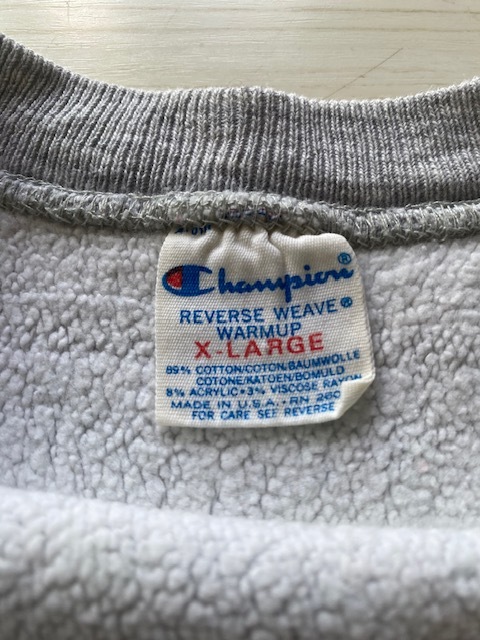 Champion®
REVERSE WEAVE®
WARMUP
X-LARGE
89% COTTON/COTON/BAUMWOLLE
COTONE/KATOEN/BOMULD
8% ACRYLIC • 3% VISCOSE RAYON
MADE IN U.S.A. • RN 260
FOR CARE SEE REVERSE